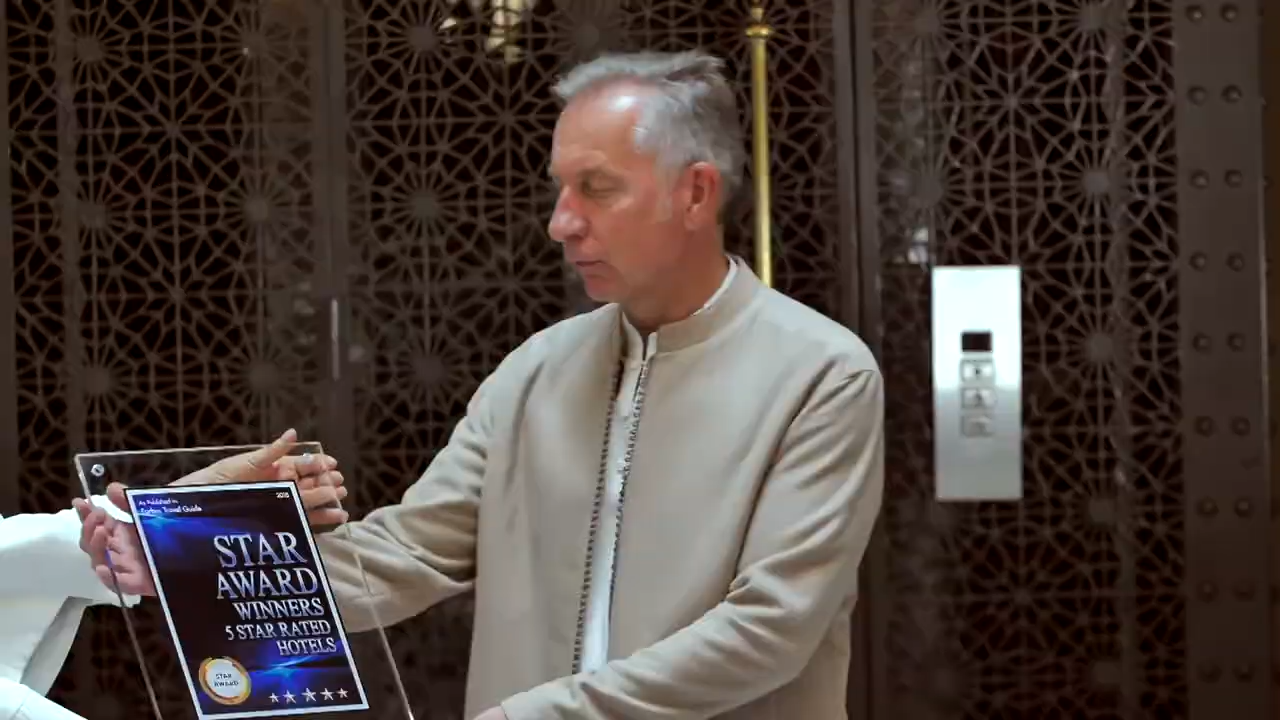 As Published in
Forbes Travel Guide
2018
STAR
AWARD
WINNERS
5 STAR RATED
HOTELS
STAR
AWARD